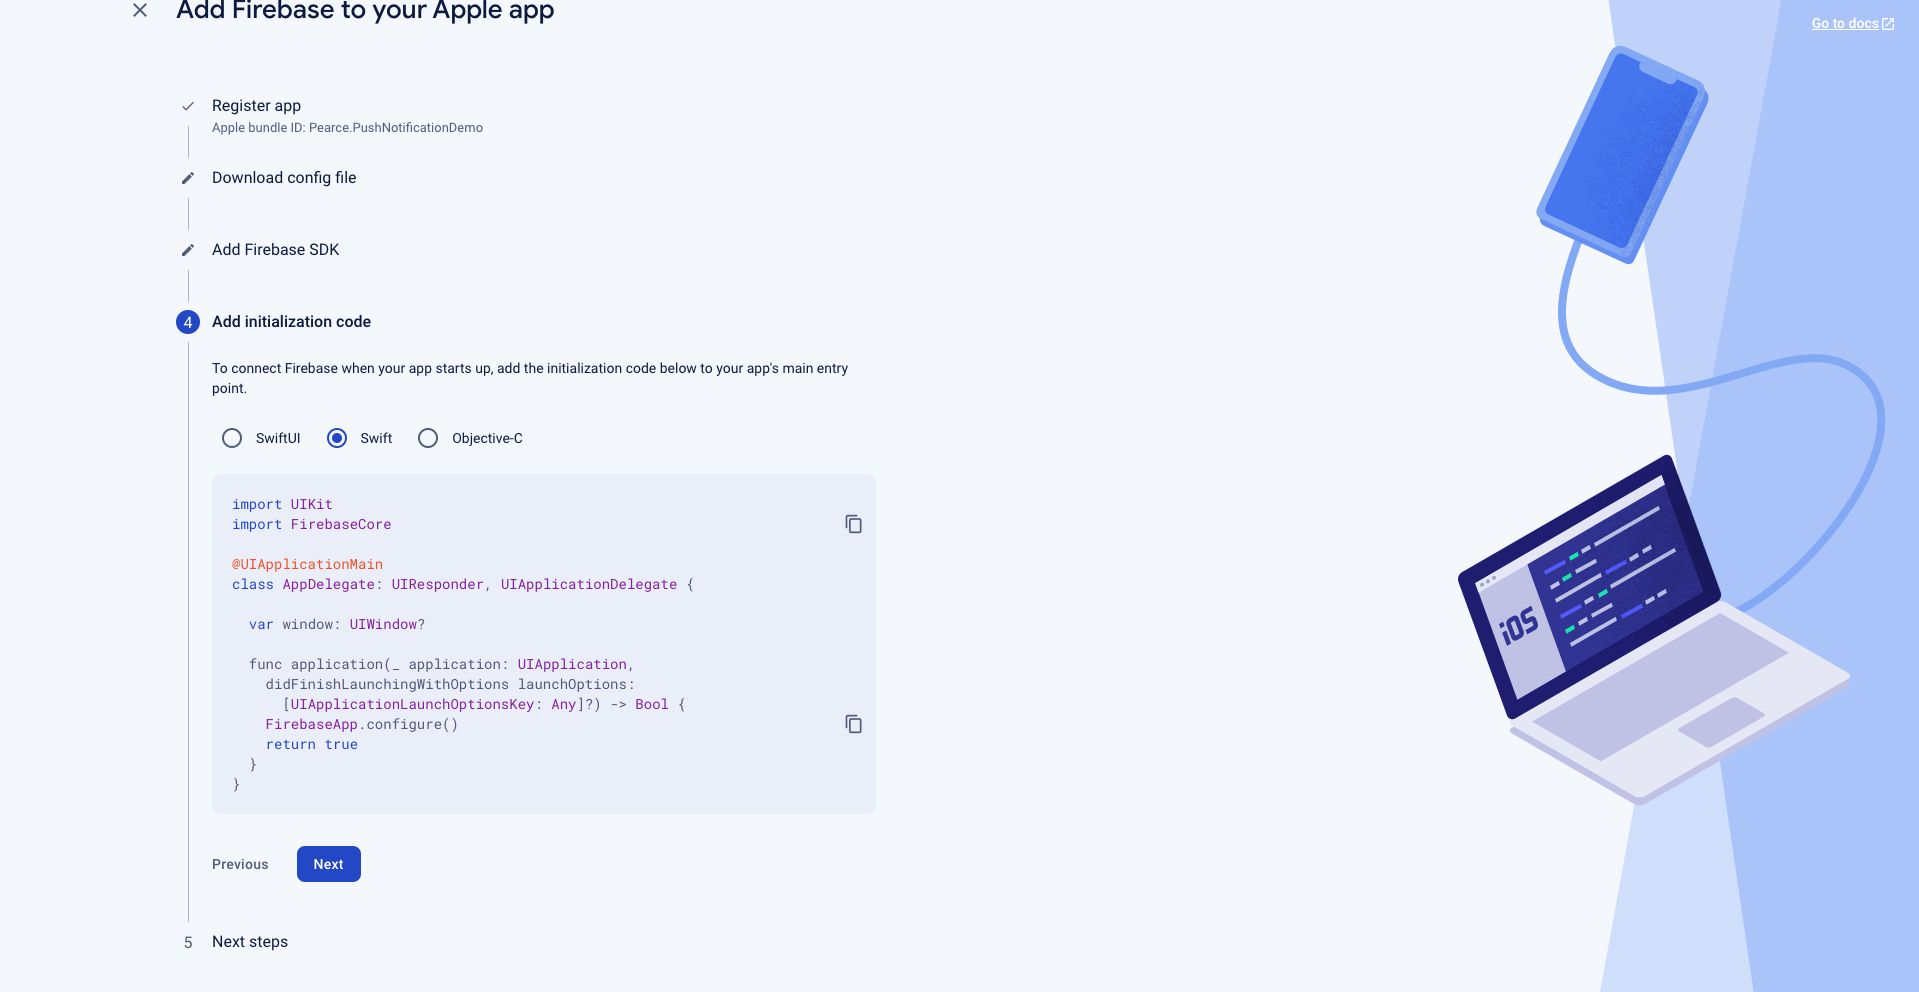 Add Firebase to your Apple app
Go to docs
Register app
Apple bundle ID: Pearce.PushNotificationDemo
Download config file
Add Firebase SDK
4 Add initialization code
To connect Firebase when your app starts up, add the initialization code below to your app's main entry
point.
SwiftUI Swift Objective-C
import UIKit
import FirebaseCore
@UIApplicationMain
class AppDelegate: UIResponder, UIApplicationDelegate {
  var window: UIWindow?
  func application(_ application: UIApplication,
    didFinishLaunchingWithOptions launchOptions:
      [UIApplicationLaunchOptionsKey: Any]?) -> Bool {
    FirebaseApp.configure()
    return true
  }
}
iOS
Previous Next
5 Next steps